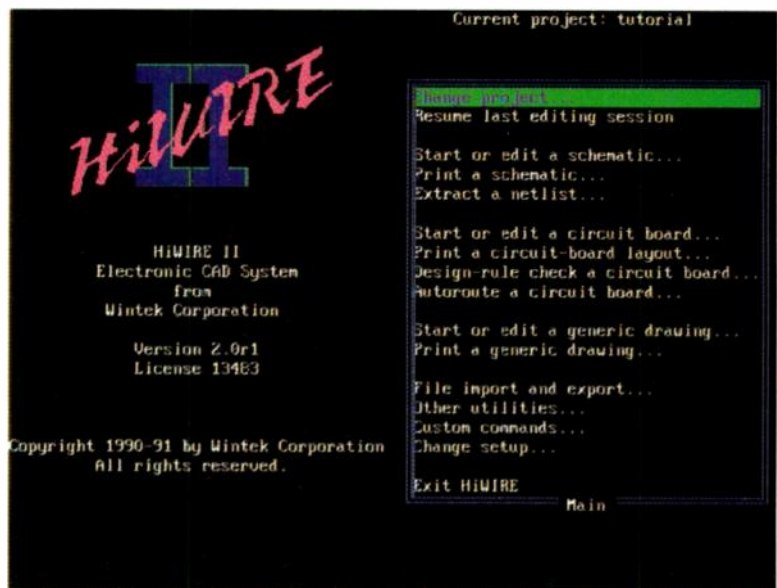 Current project: tutorial
HiWIRE
II
HiWIRE II
Electronic CAD System
from
Wintek Corporation
Version 2.0r1
License 13483
Copyright 1990-91 by Wintek Corporation
All rights reserved.
Change project...
Resume last editing session
Start or edit a schematic...
Print a schematic...
Extract a netlist...
Start or edit a circuit board...
Print a circuit-board layout...
Design-rule check a circuit board...
Autoroute a circuit board...
Start or edit a generic drawing...
Print a generic drawing...
File import and export...
Other utilities...
Custom commands...
Change setup...
Exit HiWIRE
Main